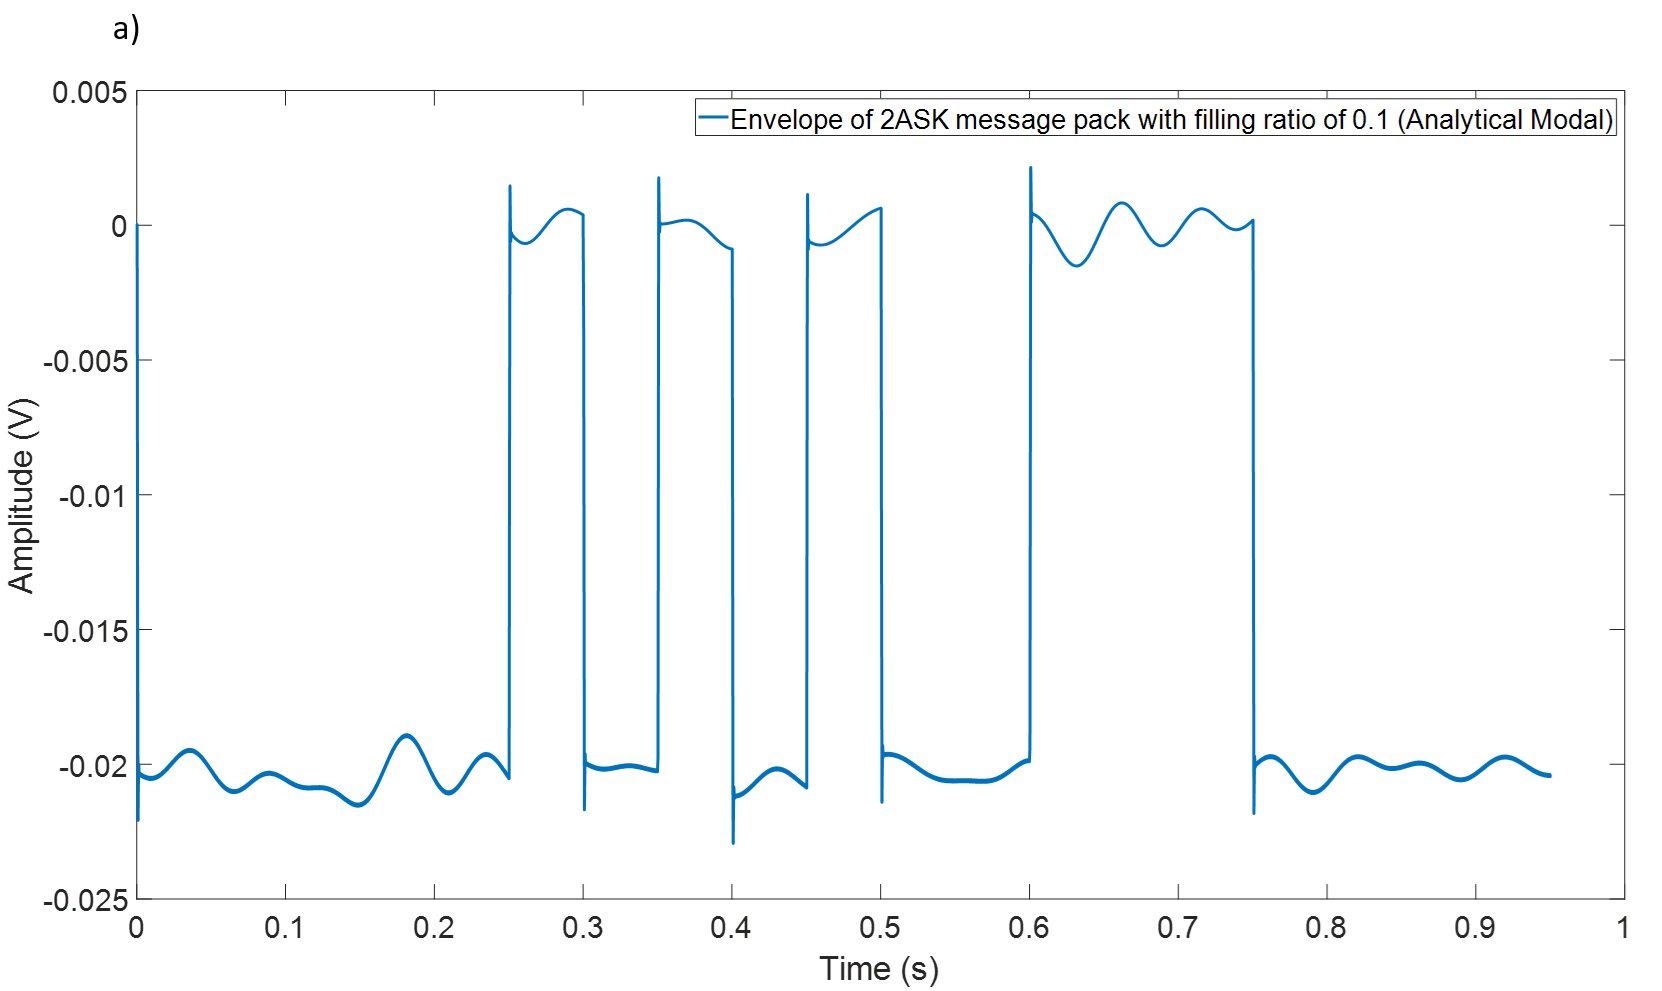 a)
0.005
0
-0.005
-0.01
-0.015
-0.02
-0.025
Amplitude (V)
Envelope of 2ASK message pack with filling ratio of 0.1 (Analytical Modal)
0 0.1 0.2 0.3 0.4 0.5 0.6 0.7 0.8 0.9 1
Time (s)